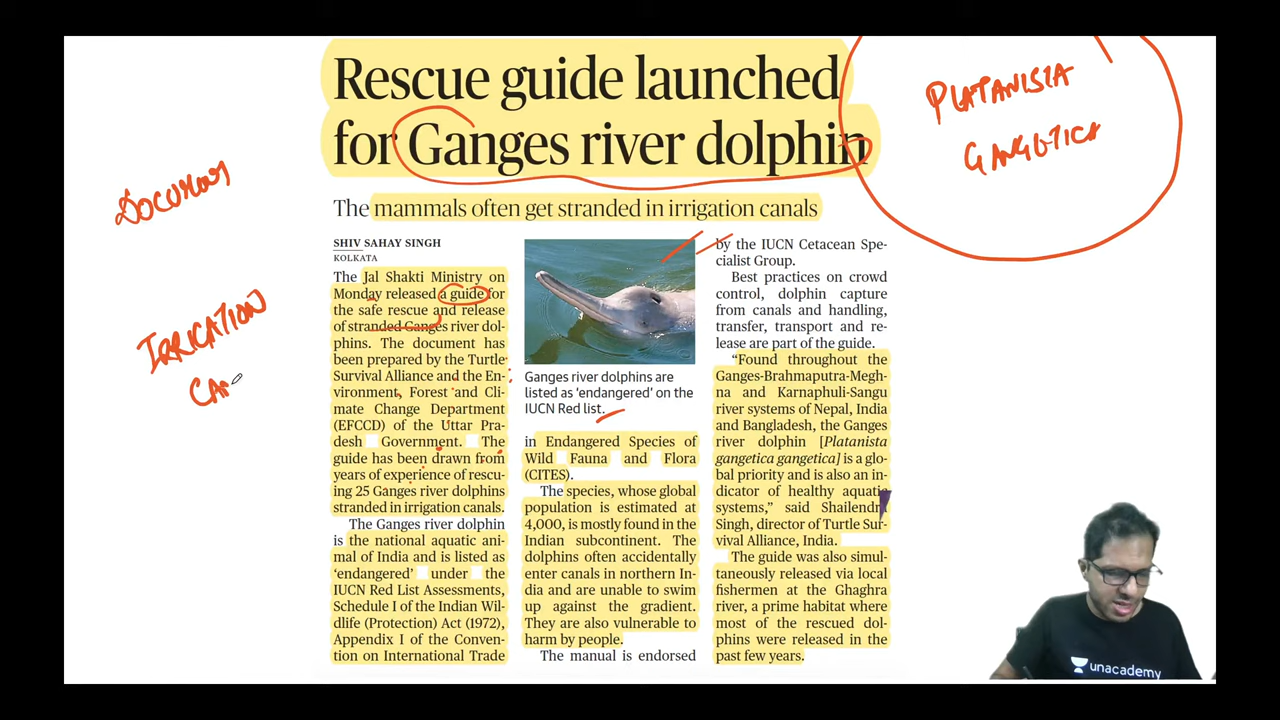 Rescue guide launched
for Ganges river dolphin
The mammals often get stranded in irrigation canals
PLATANISTA
GANGETICA
DOCUMENT
IRRIGATION
CAN
SHIV SAHAY SINGH
KOLKATA
The Jal Shakti Ministry on
Monday released a guide for
the safe rescue and release
of stranded Ganges river dol-
phins. The document has
been prepared by the Turtle
Survival Alliance and the En-
vironment, Forest and Cli-
mate Change Department
(EFCCD) of the Uttar Pra-
desh Government. The
guide has been drawn from
years of experience of rescu-
ing 25 Ganges river dolphins
stranded in irrigation canals.
The Ganges river dolphin
is the national aquatic ani-
mal of India and is listed as
‘endangered’ under the
IUCN Red List Assessments,
Schedule I of the Indian Wil-
dlife (Protection) Act (1972),
Appendix I of the Conven-
tion on International Trade
Ganges river dolphins are
listed as ‘endangered’ on the
IUCN Red list.
in Endangered Species of
Wild Fauna and Flora
(CITES).
The species, whose global
population is estimated at
4,000, is mostly found in the
Indian subcontinent. The
dolphins often accidentally
enter canals in northern In-
dia and are unable to swim
up against the gradient.
They are also vulnerable to
harm by people.
The manual is endorsed
by the IUCN Cetacean Spe-
cialist Group.
Best practices on crowd
control, dolphin capture
from canals and handling,
transfer, transport and re-
lease are part of the guide.
“Found throughout the
Ganges-Brahmaputra-Megh-
na and Karnaphuli-Sangu
river systems of Nepal, India
and Bangladesh, the Ganges
river dolphin [Platanista
gangetica gangetica] is a glo-
bal priority and is also an in-
dicator of healthy aquatic
systems,” said Shailendra
Singh, director of Turtle Sur-
vival Alliance, India.
The guide was also simul-
taneously released via local
fishermen at the Ghaghra
river, a prime habitat where
most of the rescued dol-
phins were released in the
past few years.
unacademy